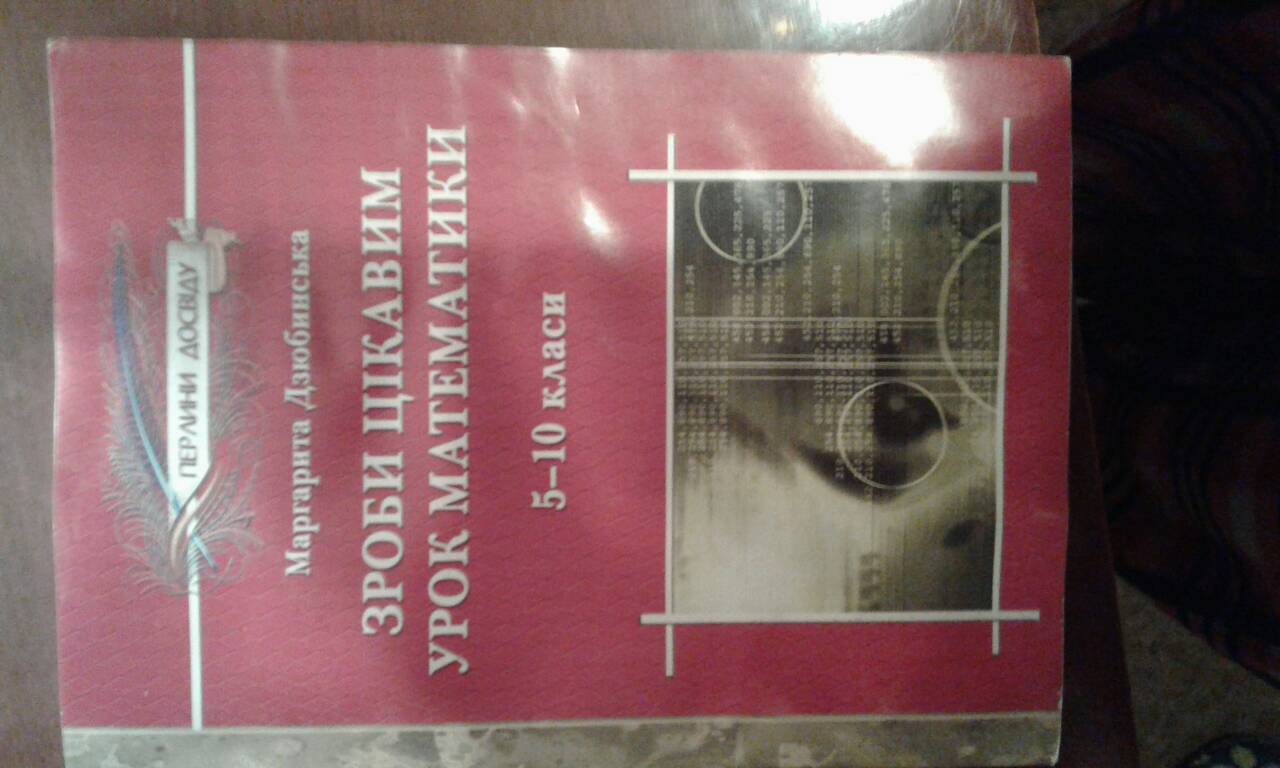 ПЕРЛИНИ ДОСВІДУ
Маргарита Дзюбинська
ЗРОБИ ЦІКАВИМ
УРОК МАТЕМАТИКИ
5–10 класи